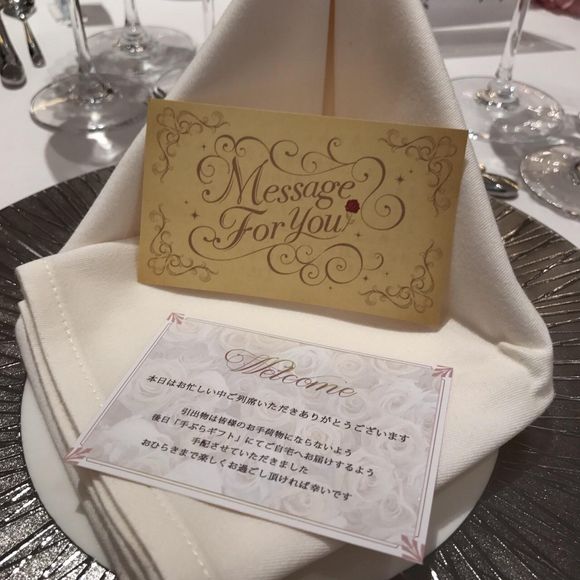 Message
For You
Welcome
本日はお忙しい中ご列席いただきありがとうございます
引出物は皆様のお手荷物にならないよう
後日「手ぶらギフト」にてご自宅へお届けするよう
手配させていただきました
おひらきまで楽しくお過ごし頂ければ幸いです